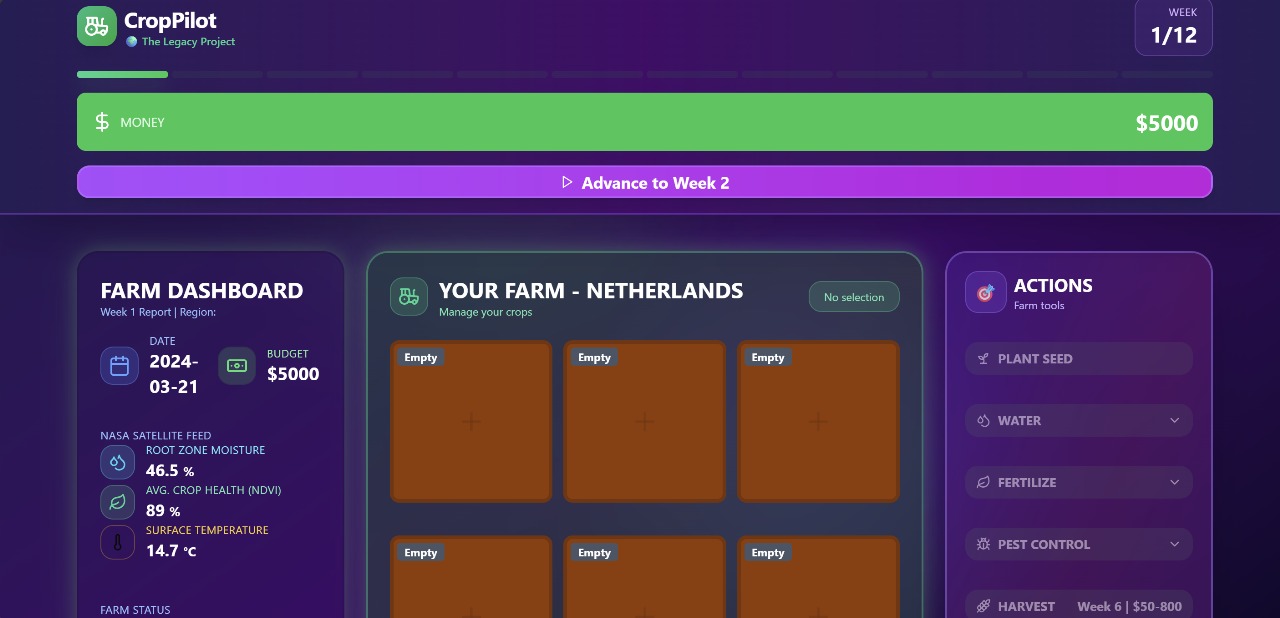 CropPilot
The Legacy Project
WEEK
1/12
$ MONEY
$5000
Advance to Week 2
FARM DASHBOARD
Week 1 Report | Region:
DATE
2024-
03-21
BUDGET
$5000
NASA SATELLITE FEED
ROOT ZONE MOISTURE
46.5 %
AVG. CROP HEALTH (NDVI)
89 %
SURFACE TEMPERATURE
14.7 °C
FARM STATUS
YOUR FARM - NETHERLANDS
Manage your crops
No selection
Empty
Empty
Empty
Empty
Empty
Empty
ACTIONS
Farm tools
PLANT SEED
WATER
FERTILIZE
PEST CONTROL
HARVEST Week 6 | $50-800